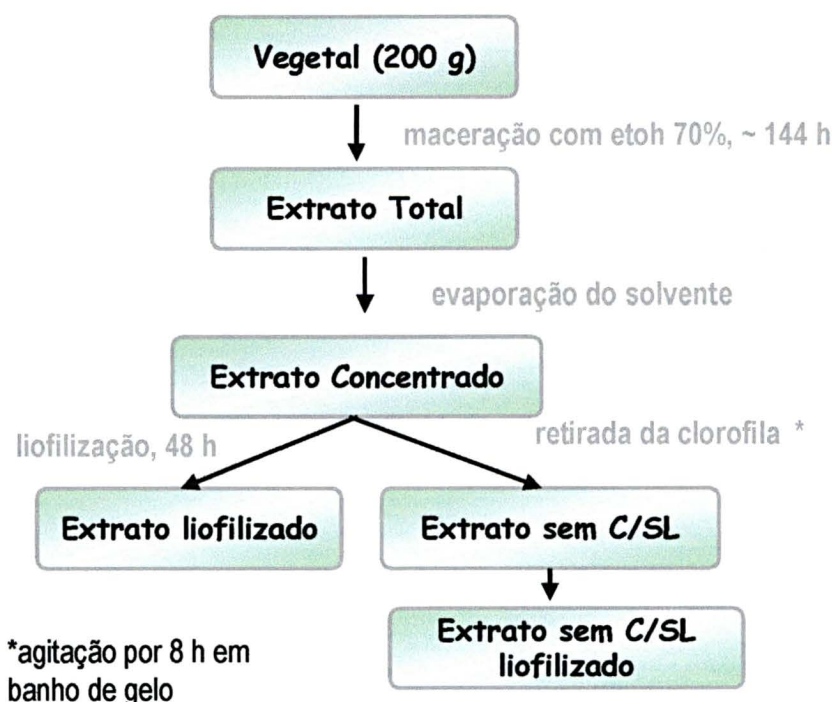 Vegetal (200 g)
maceração com etoh 70%, ~ 144 h
Extrato Total
evaporação do solvente
Extrato Concentrado
liofilização, 48 h
retirada da clorofila *
Extrato liofilizado
Extrato sem C/SL
Extrato sem C/SL
liofilizado
*agitação por 8 h em
banho de gelo